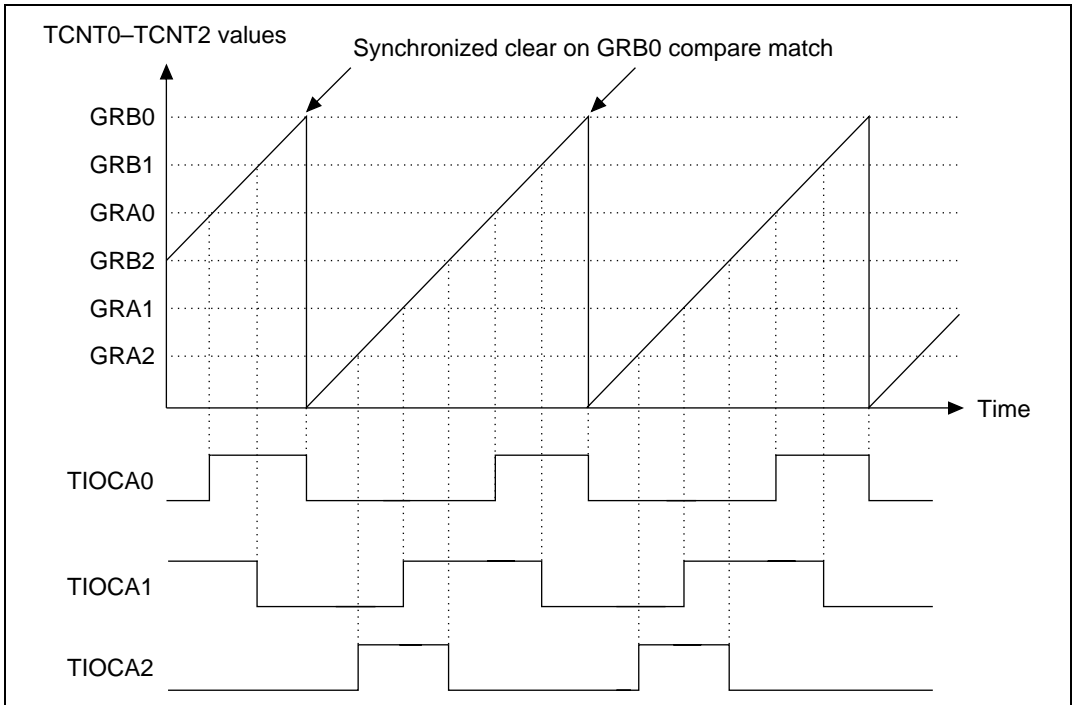 TCNT0–TCNT2 values
Synchronized clear on GRB0 compare match
GRB0
GRB1
GRA0
GRB2
GRA1
GRA2
Time
TIOCA0
TIOCA1
TIOCA2